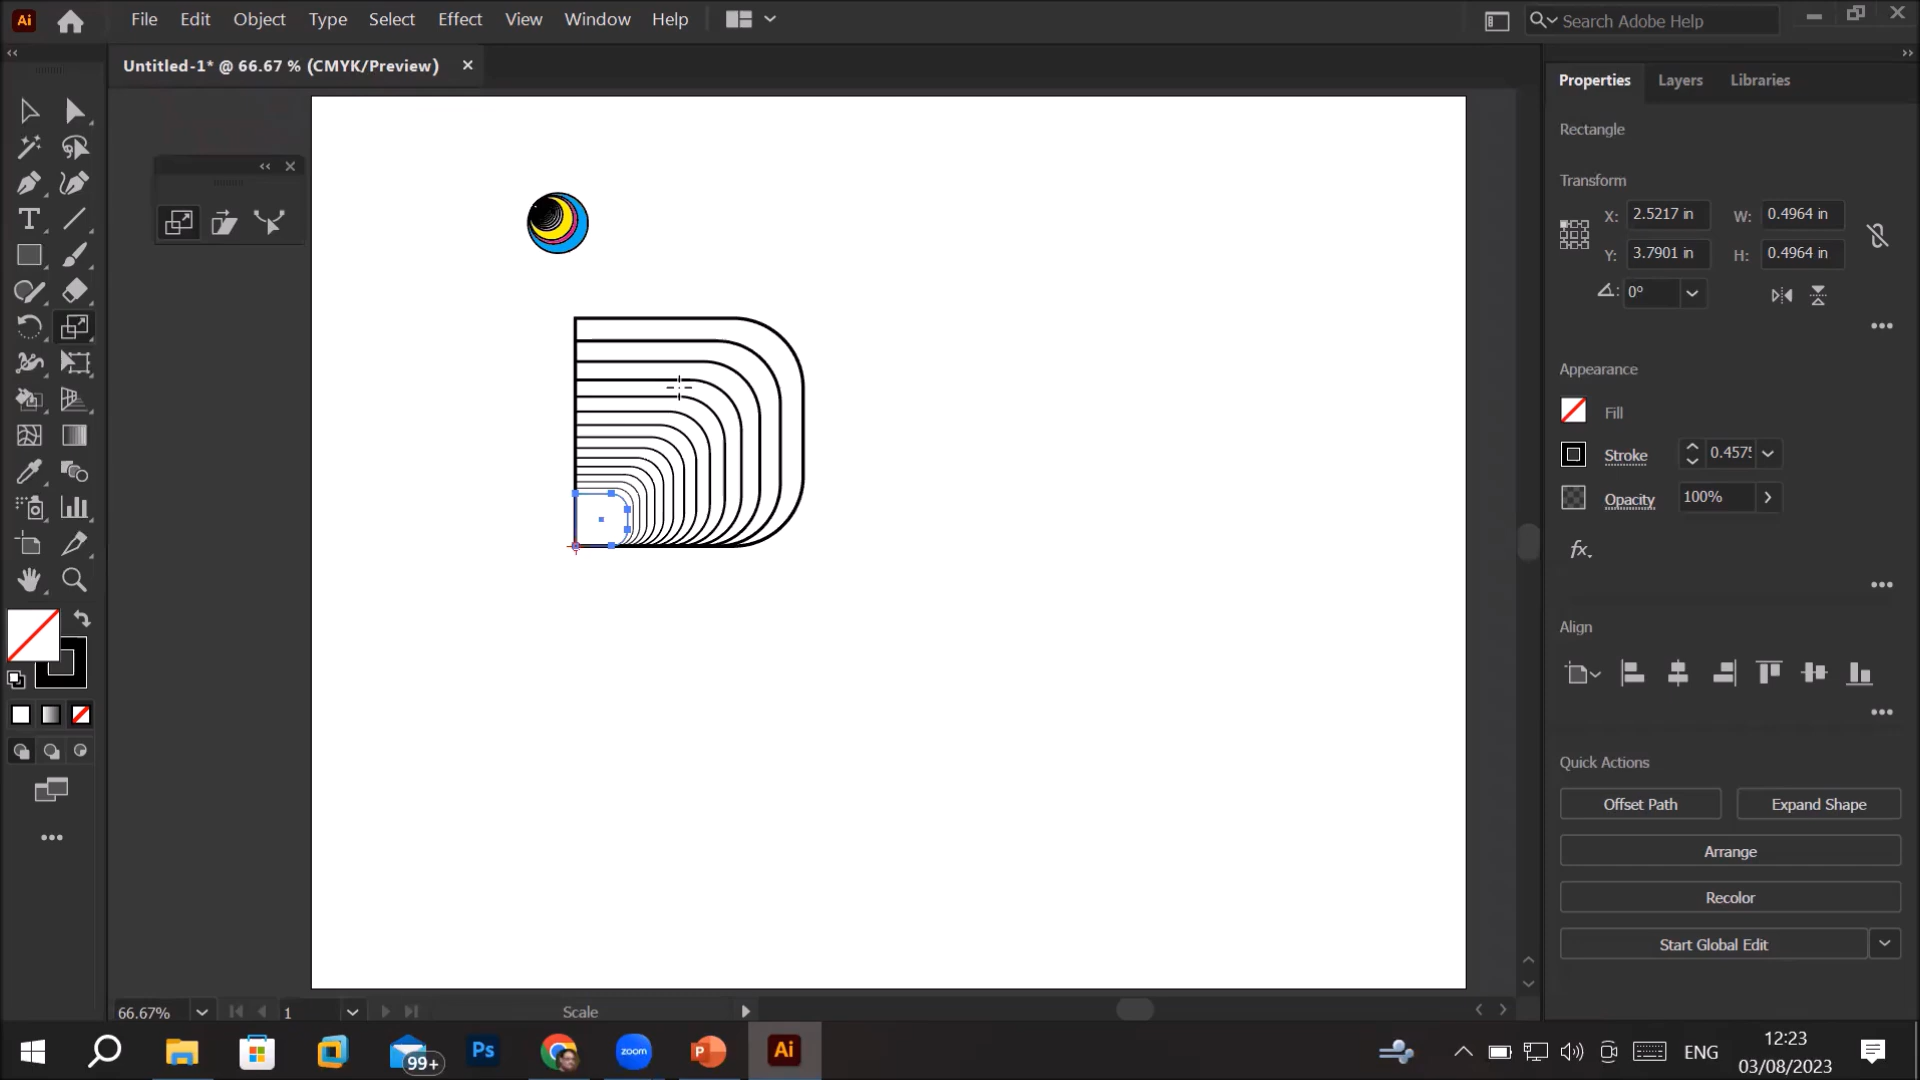 Ai File Edit Object Type Select Effect View Window Help Search Adobe Help
Untitled-1* @ 66.67 % (CMYK/Preview)
Properties Layers Libraries
Rectangle
Transform
X: 2.5217 in W: 0.4964 in
Y: 3.7901 in H: 0.4964 in
0°
Appearance
Fill
Stroke
Opacity 100%
fx.
Align
Quick Actions
Offset Path Expand Shape
Arrange
Recolor
Start Global Edit
66.67% 1 Scale
99+ Ps zoom P Ai ENG 12:23
03/08/2023